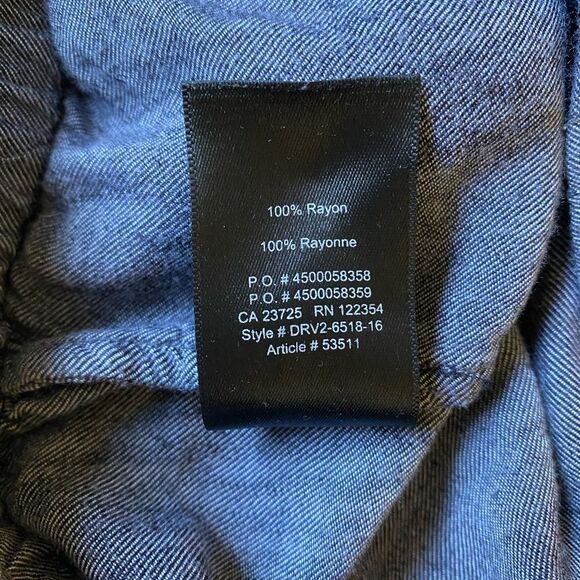 100% Rayon
100% Rayonne
P.O. # 4500058358
P.O. # 4500058359
CA 23725 RN 122354
Style # DRV2-6518-16
Article # 53511